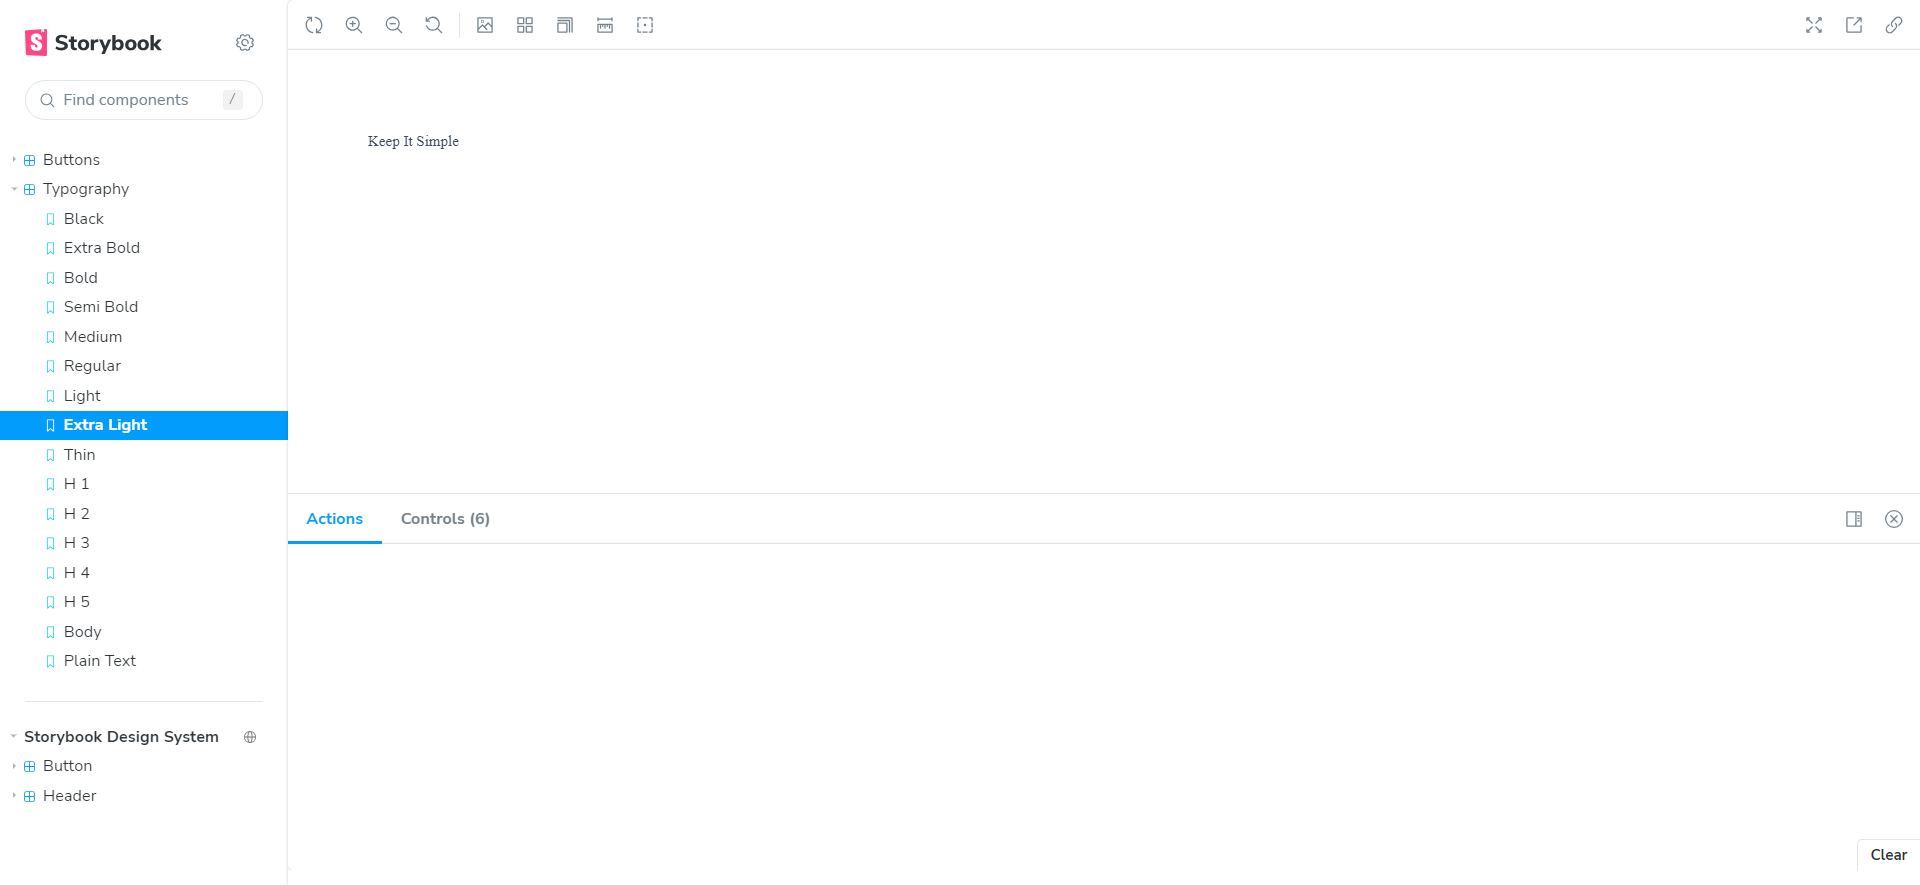 Storybook
Find components /
Buttons
Typography
Black
Extra Bold
Bold
Semi Bold
Medium
Regular
Light
Extra Light
Thin
H 1
H 2
H 3
H 4
H 5
Body
Plain Text
Storybook Design System
Button
Header
Keep It Simple
Actions Controls (6)
Clear